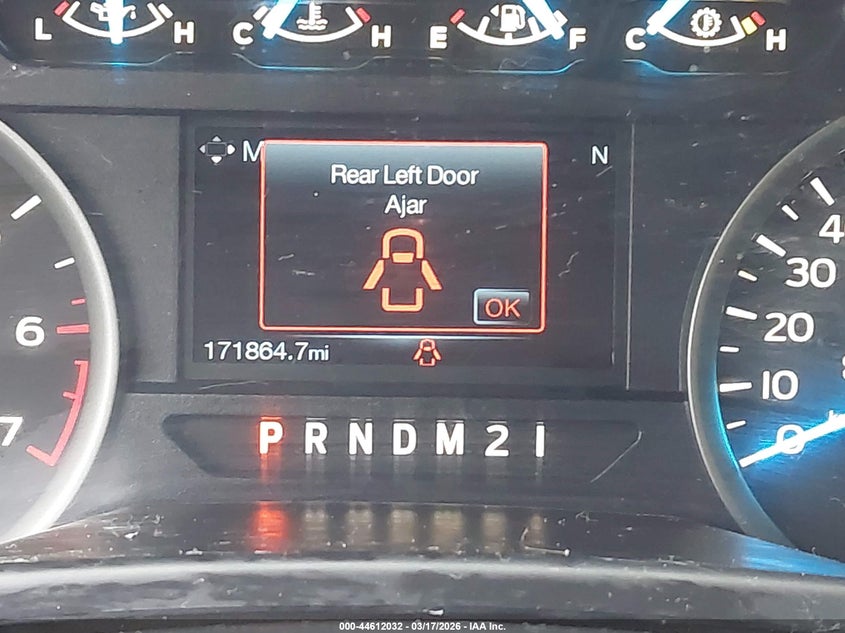 L H C H E F C H
M N
Rear Left Door
Ajar
OK
171864.7mi
P R N D M 2 1
6
7
40
30
20
10
0
000-44612032 - 03/17/2026 - IAA Inc.